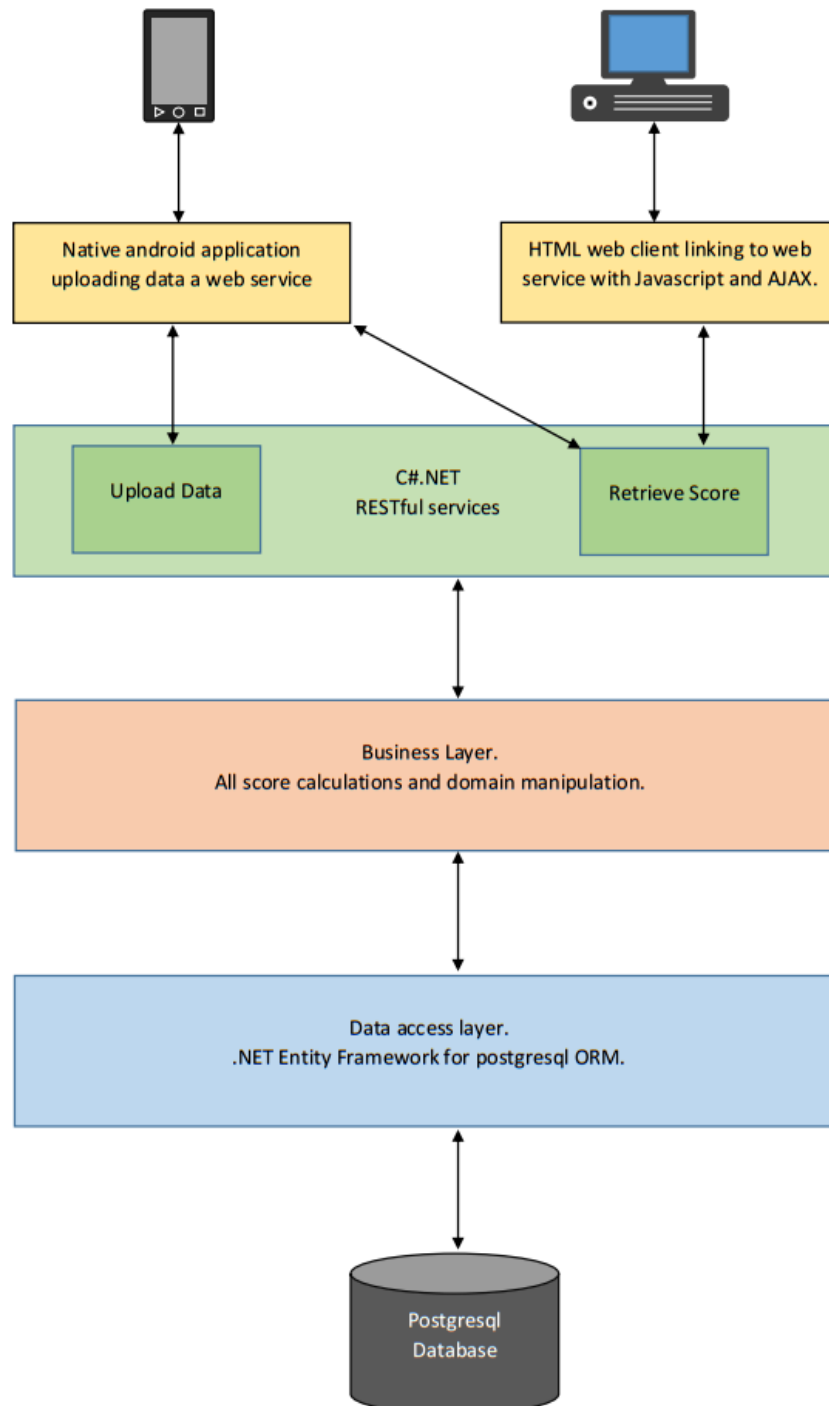 Native android application
uploading data a web service
HTML web client linking to web
service with Javascript and AJAX.
Upload Data
C#.NET
RESTful services
Retrieve Score
Business Layer.
All score calculations and domain manipulation.
Data access layer.
.NET Entity Framework for postgresql ORM.
Postgresql
Database